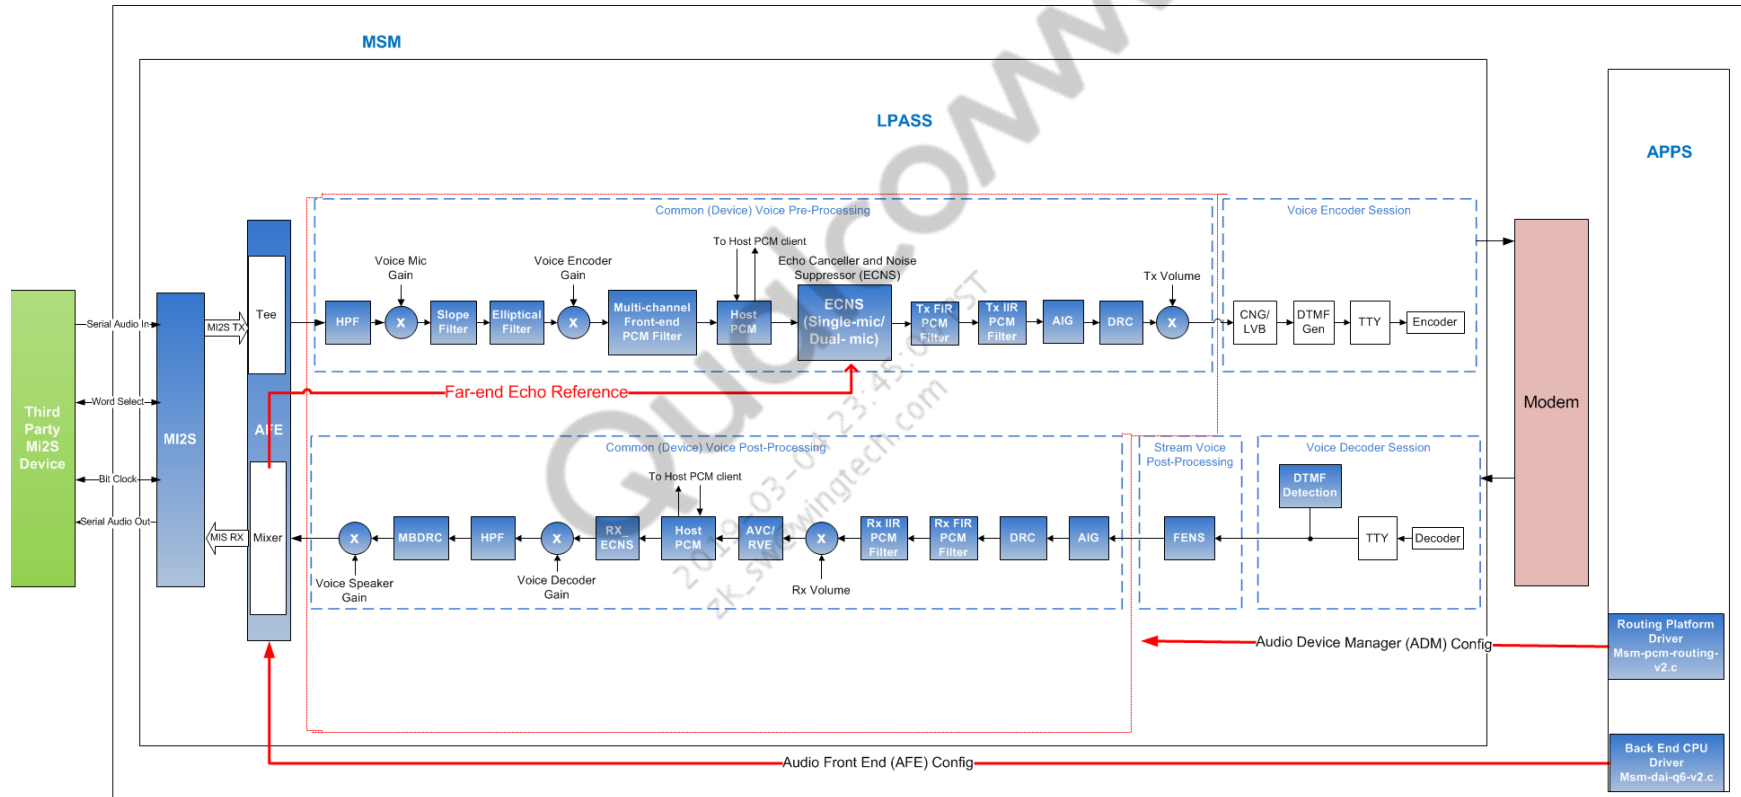 MSM
LPASS
APPS
Common (Device) Voice Pre-Processing
Voice Encoder Session
To Host PCM client
Voice Mic
Gain
Voice Encoder
Gain
Echo Canceller and Noise
Suppressor (ECNS)
Tx Volume
Tee
HPF
x
Slope
Filter
Elliptical
Filter
x
Multi-channel
Front-end
PCM Filter
Host
PCM
ECNS
(Single-mic/
Dual- mic)
Tx FIR
PCM
Filter
Tx IIR
PCM
Filter
AIG
DRC
x
CNG/
LVB
DTMF
Gen
TTY
Encoder
Serial Audio In
MI2S TX
Far-end Echo Reference
Word Select
Third
Party
Mi2S
Device
MI2S
AFE
Modem
Common (Device) Voice Post-Processing
Stream Voice
Post-Processing
Voice Decoder Session
To Host PCM client
DTMF
Detection
Bit Clock
Serial Audio Out
MIS RX
Mixer
x
MBDRC
HPF
x
RX_
ECNS
Host
PCM
AVC/
RVE
x
Rx IIR
PCM
Filter
Rx FIR
PCM
Filter
DRC
AIG
FENS
TTY
Decoder
Voice Speaker
Gain
Voice Decoder
Gain
Rx Volume
Audio Device Manager (ADM) Config
Routing Platform
Driver
Msm-pcm-routing-
v2.c
Audio Front End (AFE) Config
Back End CPU
Driver
Msm-dai-q6-v2.c